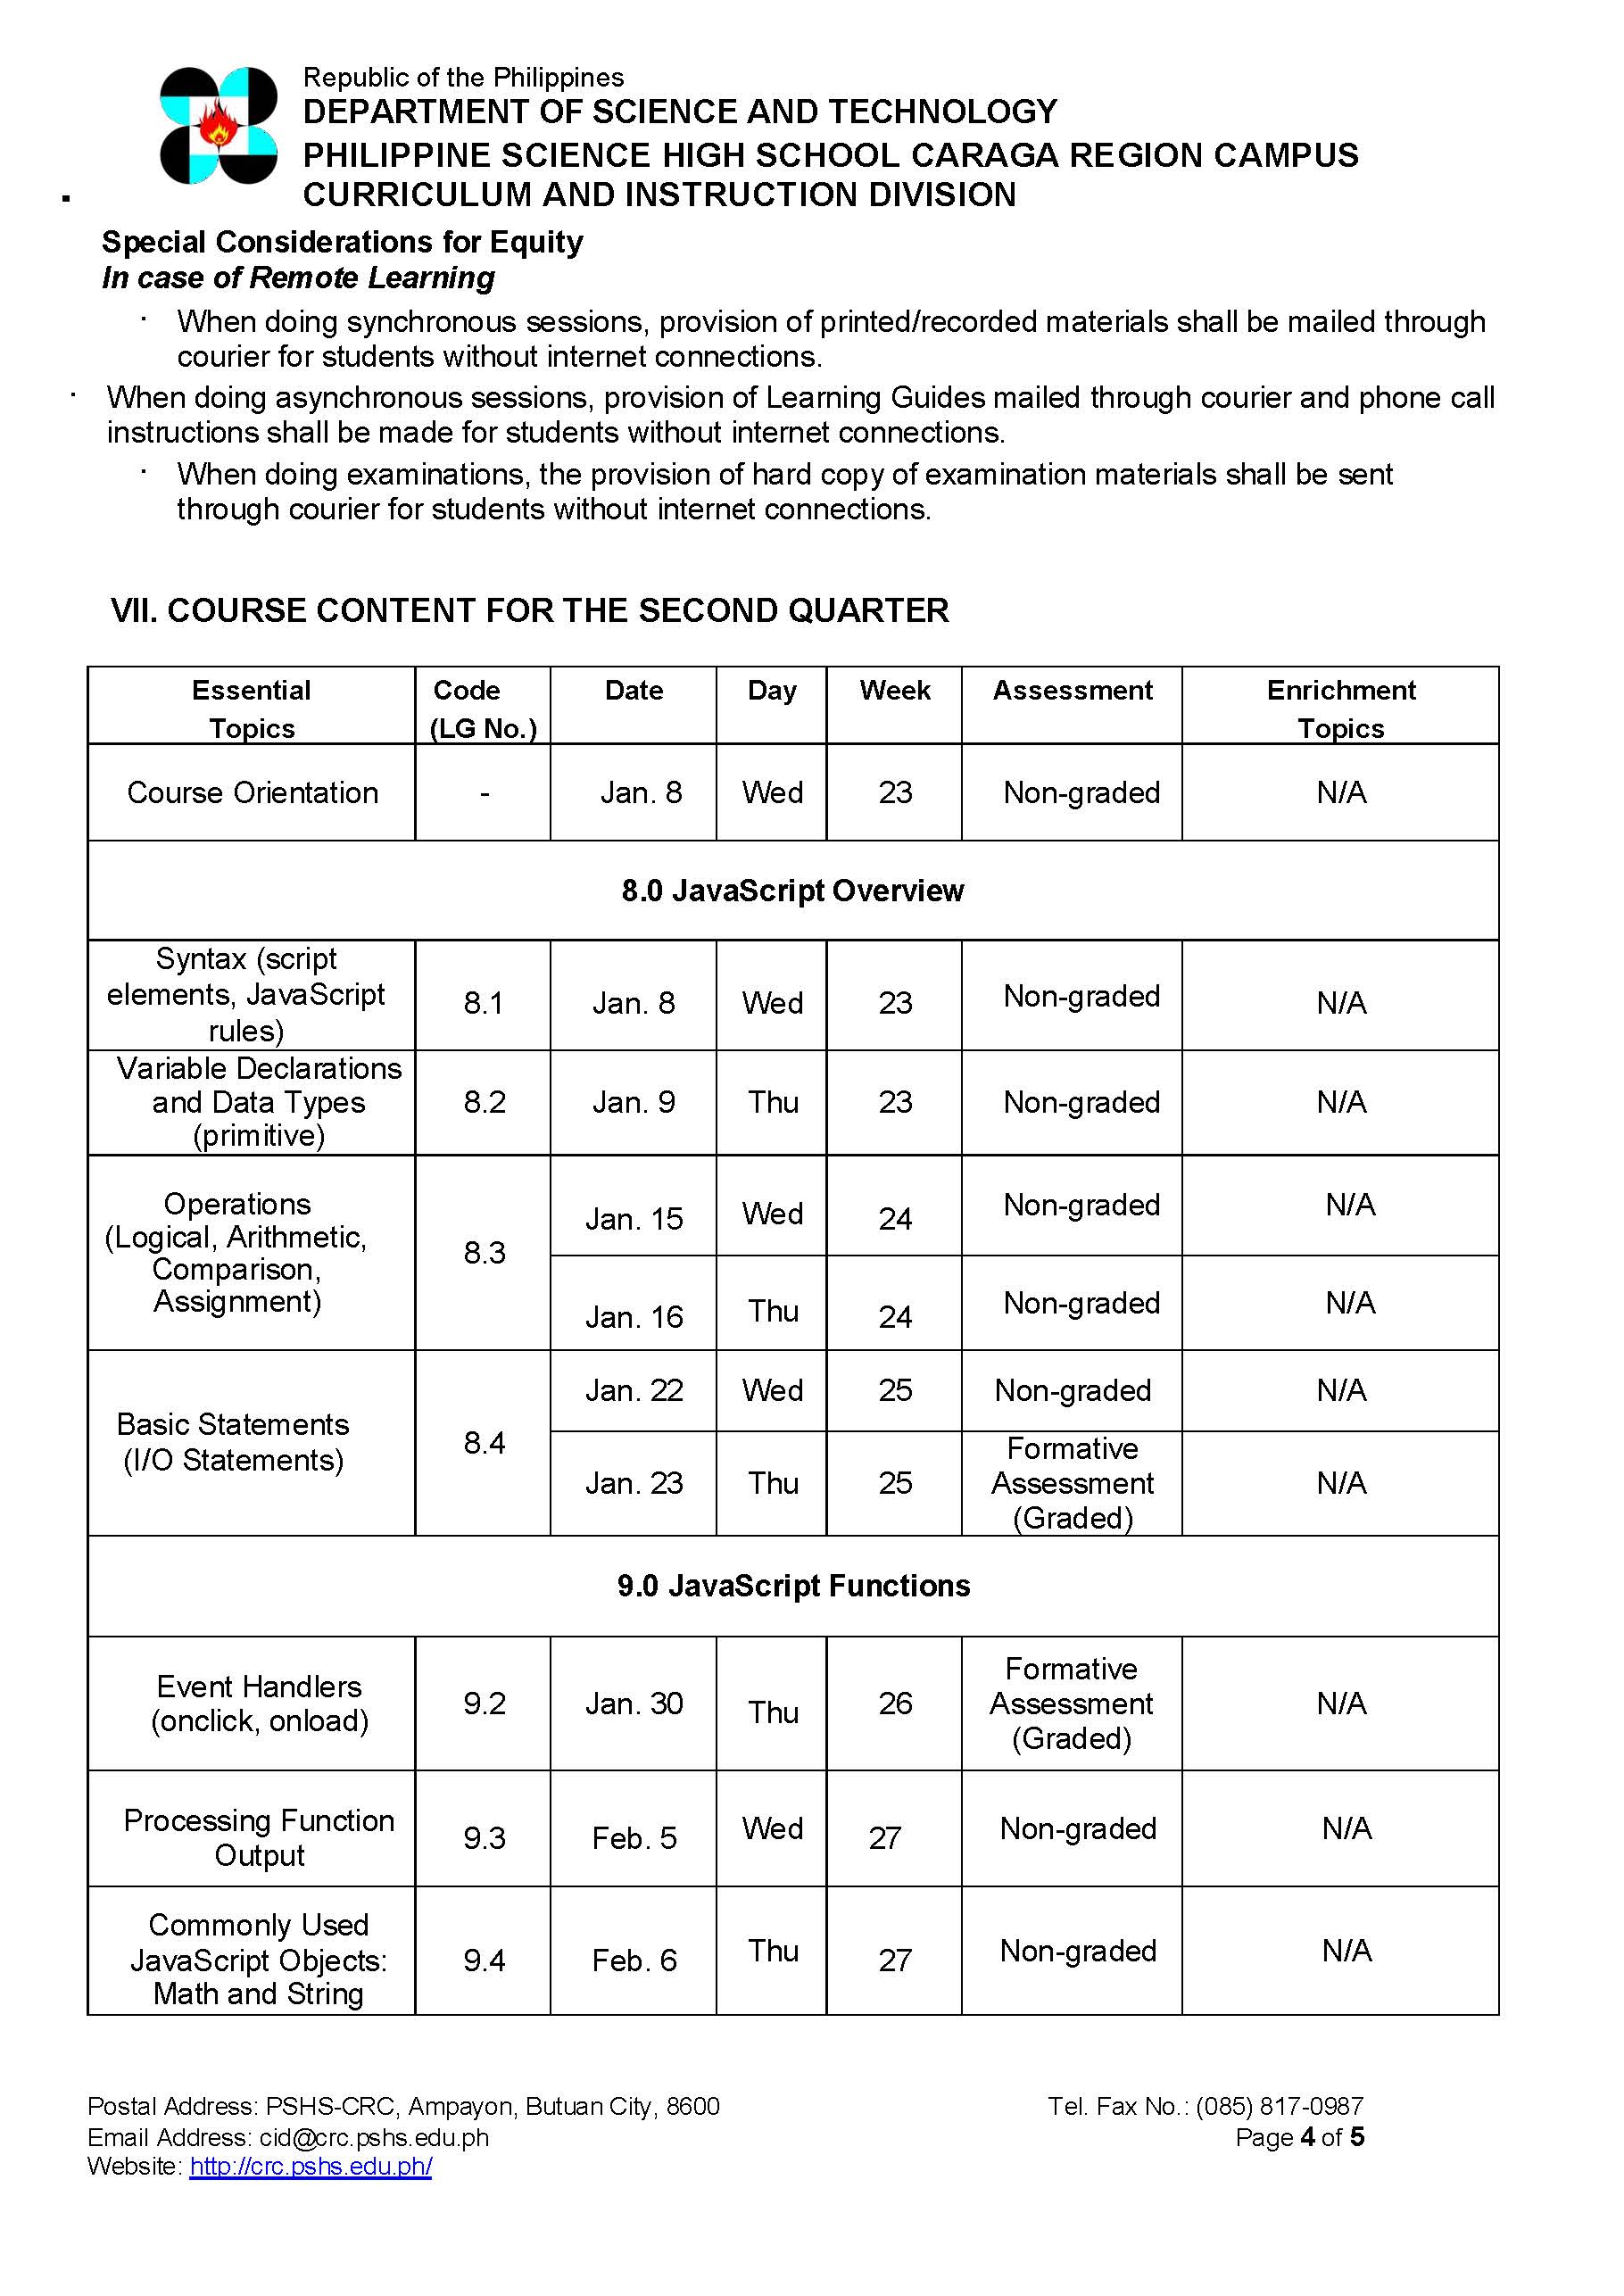 Republic of the Philippines
DEPARTMENT OF SCIENCE AND TECHNOLOGY
PHILIPPINE SCIENCE HIGH SCHOOL CARAGA REGION CAMPUS
CURRICULUM AND INSTRUCTION DIVISION
Special Considerations for Equity
In case of Remote Learning
· When doing synchronous sessions, provision of printed/recorded materials shall be mailed through
courier for students without internet connections.
· When doing asynchronous sessions, provision of Learning Guides mailed through courier and phone call
instructions shall be made for students without internet connections.
· When doing examinations, the provision of hard copy of examination materials shall be sent
through courier for students without internet connections.
VII. COURSE CONTENT FOR THE SECOND QUARTER
Essential Code Date Day Week Assessment Enrichment
Topics (LG No.) Topics
Course Orientation - Jan. 8 Wed 23 Non-graded N/A
8.0 JavaScript Overview
Syntax (script
elements, JavaScript 8.1 Jan. 8 Wed 23 Non-graded N/A
rules)
Variable Declarations
and Data Types 8.2 Jan. 9 Thu 23 Non-graded N/A
(primitive)
Operations
(Logical, Arithmetic,
Comparison,
Assignment)
8.3
Jan. 15 Wed 24 Non-graded N/A
Jan. 16 Thu 24 Non-graded N/A
Basic Statements
(I/O Statements)
8.4
Jan. 22 Wed 25 Non-graded N/A
Formative
Jan. 23 Thu 25 Assessment N/A
(Graded)
9.0 JavaScript Functions
Event Handlers
(onclick, onload)
9.2 Jan. 30 Thu 26
Formative
Assessment
(Graded)
N/A
Processing Function
Output
9.3 Feb. 5 Wed 27 Non-graded N/A
Commonly Used
JavaScript Objects:
Math and String
9.4 Feb. 6 Thu 27 Non-graded N/A
Postal Address: PSHS-CRC, Ampayon, Butuan City, 8600 Tel. Fax No.: (085) 817-0987
Email Address: cid@crc.pshs.edu.ph Page 4 of 5
Website: http://crc.pshs.edu.ph/